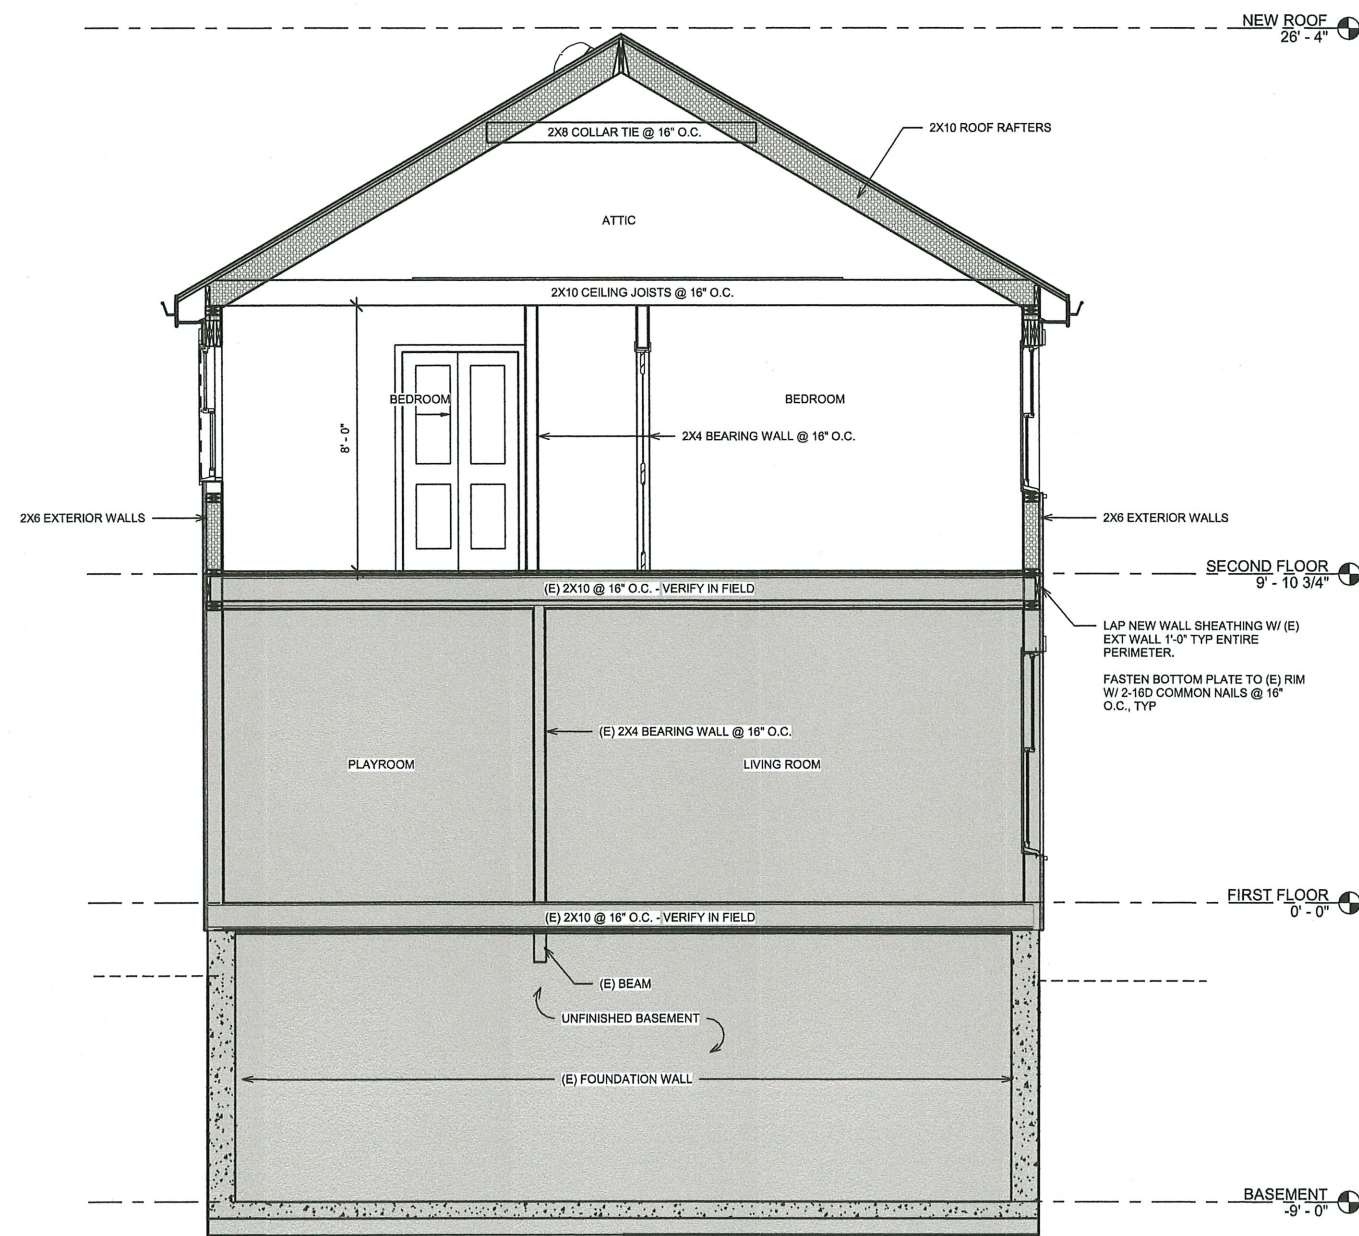 NEW ROOF
26' - 4"
2X8 COLLAR TIE @ 16" O.C.
2X10 ROOF RAFTERS
ATTIC
2X10 CEILING JOISTS @ 16" O.C.
BEDROOM
BEDROOM
8' - 0"
2X4 BEARING WALL @ 16" O.C.
2X6 EXTERIOR WALLS
2X6 EXTERIOR WALLS
SECOND FLOOR
9' - 10 3/4"
(E) 2X10 @ 16" O.C. - VERIFY IN FIELD
LAP NEW WALL SHEATHING W/ (E)
EXT WALL 1'-0" TYP ENTIRE
PERIMETER.
FASTEN BOTTOM PLATE TO (E) RIM
W/ 2-16D COMMON NAILS @ 16"
O.C., TYP
(E) 2X4 BEARING WALL @ 16" O.C.
PLAYROOM
LIVING ROOM
FIRST FLOOR
0' - 0"
(E) 2X10 @ 16" O.C. - VERIFY IN FIELD
(E) BEAM
UNFINISHED BASEMENT
(E) FOUNDATION WALL
BASEMENT
-9' - 0"